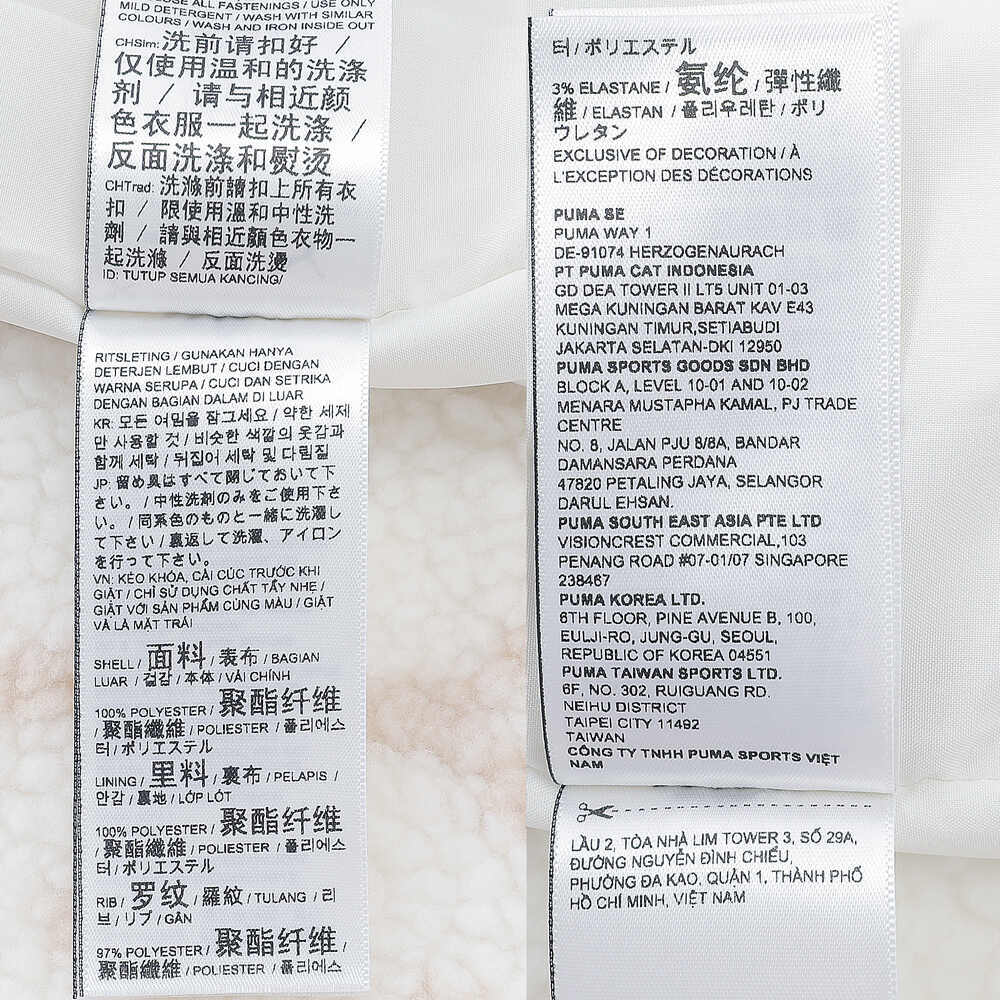 CLOSE ALL FASTENINGS / USE ONLY
MILD DETERGENT / WASH WITH SIMILAR
COLOURS / WASH AND IRON INSIDE OUT
CHSim: 洗前请扣好 /
仅使用温和的洗涤
剂 / 请与相近颜
色衣服一起洗涤 /
反面洗涤和熨烫
CHTrad: 洗滌前請扣上所有衣
扣 / 限使用溫和中性洗
劑 / 請與相近顏色衣物一
起洗滌 / 反面洗燙
ID: TUTUP SEMUA KANCING/
RITSLETING / GUNAKAN HANYA
DETERJEN LEMBUT / CUCI DENGAN
WARNA SERUPA / CUCI DAN SETRIKA
DENGAN BAGIAN DALAM DI LUAR
KR: 모든 여밈을 잠그세요 / 약한 세제
만 사용할 것 / 비슷한 색깔의 옷감과
함께 세탁 / 뒤집어 세탁 및 다림질
JP: 留め具はすべて閉じておいて下
さい。 / 中性洗剤のみをご使用下さ
い。 / 同系色のものと一緒に洗濯し
て下さい / 裏返して洗濯、アイロン
を行って下さい。
VN: KÉO KHÓA, CÀI CÚC TRƯỚC KHI
GIẶT / CHỈ SỬ DỤNG CHẤT TẨY NHẸ /
GIẶT VỚI SẢN PHẨM CÙNG MÀU / GIẶT
VÀ LÀ MẶT TRÁI
SHELL / 面料 / 表布 / BAGIAN
LUAR / 겉감 / 本体 / VẢI CHÍNH
100% POLYESTER / 聚酯纤维
/ 聚酯纖維 / POLIESTER / 폴리에스
터 / ポリエステル
LINING / 里料 / 裏布 / PELAPIS /
안감 / 裏地 / LỚP LÓT
100% POLYESTER / 聚酯纤维
/ 聚酯纖維 / POLIESTER / 폴리에스
터 / ポリエステル
RIB / 罗纹 / 羅紋 / TULANG / 리
브 / リブ / GÂN
97% POLYESTER / 聚酯纤维 /
聚酯纖維 / POLIESTER / 폴리에스
터 / ポリエステル
3% ELASTANE / 氨纶 / 彈性纖
維 / ELASTAN / 폴리우레탄 / ポリ
ウレタン
EXCLUSIVE OF DECORATION / À
L'EXCEPTION DES DÉCORATIONS
PUMA SE
PUMA WAY 1
DE-91074 HERZOGENAURACH
PT PUMA CAT INDONESIA
GD DEA TOWER II LT5 UNIT 01-03
MEGA KUNINGAN BARAT KAV E43
KUNINGAN TIMUR,SETIABUDI
JAKARTA SELATAN-DKI 12950
PUMA SPORTS GOODS SDN BHD
BLOCK A, LEVEL 10-01 AND 10-02
MENARA MUSTAPHA KAMAL, PJ TRADE
CENTRE
NO. 8, JALAN PJU 8/8A, BANDAR
DAMANSARA PERDANA
47820 PETALING JAYA, SELANGOR
DARUL EHSAN.
PUMA SOUTH EAST ASIA PTE LTD
VISIONCREST COMMERCIAL,103
PENANG ROAD #07-01/07 SINGAPORE
238467
PUMA KOREA LTD.
6TH FLOOR, PINE AVENUE B, 100,
EULJI-RO, JUNG-GU, SEOUL,
REPUBLIC OF KOREA 04551
PUMA TAIWAN SPORTS LTD.
6F, NO. 302, RUIGUANG RD.
NEIHU DISTRICT
TAIPEI CITY 11492
TAIWAN
CÔNG TY TNHH PUMA SPORTS VIỆT
NAM
LẦU 2, TÒA NHÀ LIM TOWER 3, SỐ 29A,
ĐƯỜNG NGUYỄN ĐÌNH CHIỂU,
PHƯỜNG ĐA KAO, QUẬN 1, THÀNH PHỐ
HỒ CHÍ MINH, VIỆT NAM